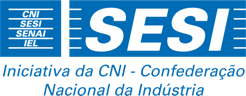 CNI
SESI
SENAI
IEL
SESI
Iniciativa da CNI - Confederação
Nacional da Indústria